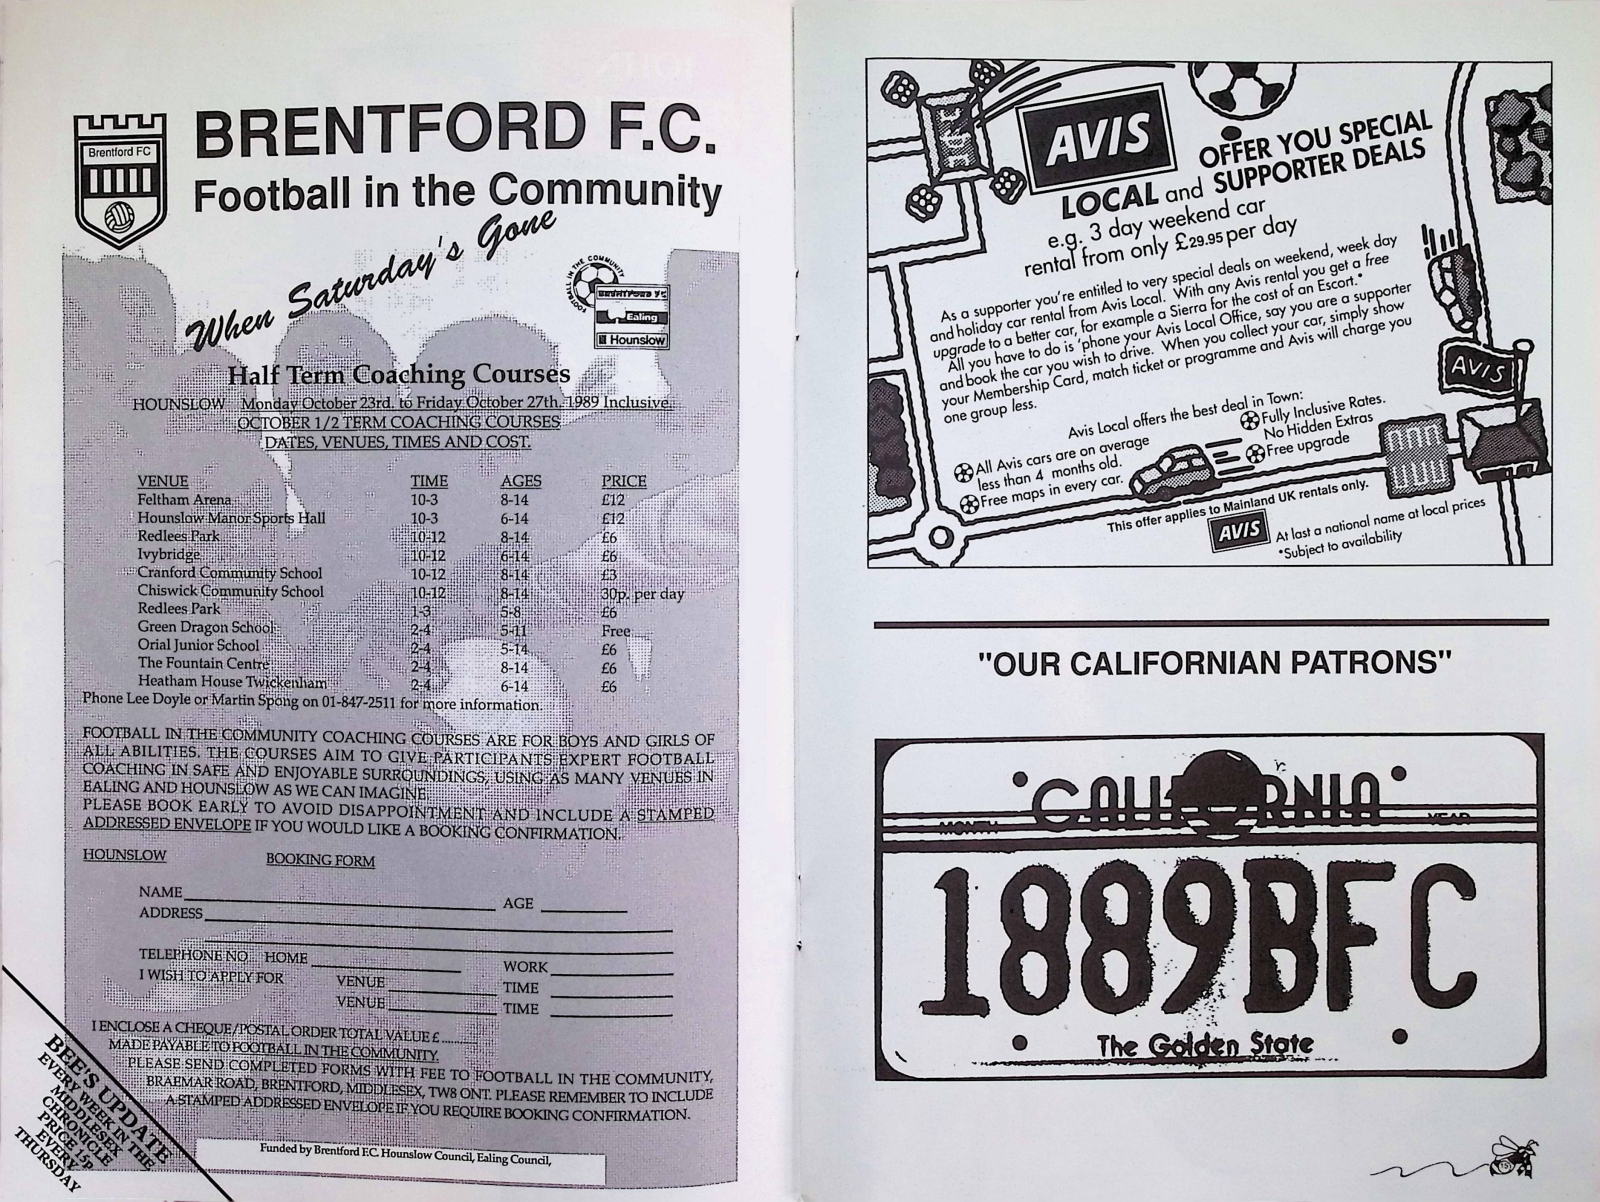 Brentford FC
BRENTFORD F.C.
Football in the Community
When Saturday's Gone
FOOTBALL IN THE COMMUNITY
BRENTFORD FC
Ealing
Hounslow
Half Term Coaching Courses
HOUNSLOW Monday October 23rd. to Friday October 27th. 1989 Inclusive.
OCTOBER 1/2 TERM COACHING COURSES
DATES, VENUES, TIMES AND COST.
VENUE TIME AGES PRICE
Feltham Arena 10-3 8-14 £12
Hounslow Manor Sports Hall 10-3 6-14 £12
Redlees Park 10-12 8-14 £6
Ivybridge 10-12 6-14 £6
Cranford Community School 10-12 8-14 £3
Chiswick Community School 10-12 8-14 30p. per day
Redlees Park 1-3 5-8 £6
Green Dragon School 2-4 5-11 Free
Orial Junior School 2-4 5-14 £6
The Fountain Centre 2-4 8-14 £6
Heatham House Twickenham 2-4 6-14 £6
Phone Lee Doyle or Martin Spong on 01-847-2511 for more information.
FOOTBALL IN THE COMMUNITY COACHING COURSES ARE FOR BOYS AND GIRLS OF
ALL ABILITIES. THE COURSES AIM TO GIVE PARTICIPANTS EXPERT FOOTBALL
COACHING IN SAFE AND ENJOYABLE SURROUNDINGS, USING AS MANY VENUES IN
EALING AND HOUNSLOW AS WE CAN IMAGINE.
PLEASE BOOK EARLY TO AVOID DISAPPOINTMENT AND INCLUDE A STAMPED
ADDRESSED ENVELOPE IF YOU WOULD LIKE A BOOKING CONFIRMATION.
HOUNSLOW BOOKING FORM
NAME AGE
ADDRESS
TELEPHONE NO. HOME WORK
I WISH TO APPLY FOR VENUE TIME
VENUE TIME
I ENCLOSE A CHEQUE/POSTAL ORDER TOTAL VALUE £..........
MADE PAYABLE TO FOOTBALL IN THE COMMUNITY.
PLEASE SEND COMPLETED FORMS WITH FEE TO FOOTBALL IN THE COMMUNITY,
BRAEMAR ROAD, BRENTFORD, MIDDLESEX, TW8 ONT. PLEASE REMEMBER TO INCLUDE
A STAMPED ADDRESSED ENVELOPE IF YOU REQUIRE BOOKING CONFIRMATION.
Funded by Brentford F.C. Hounslow Council, Ealing Council,
BEE'S UPDATE
EVERY WEEK IN THE
MIDDLESEX
CHRONICLE
PRICE 15p
EVERY
THURSDAY
AVIS
OFFER YOU SPECIAL
LOCAL and SUPPORTER DEALS
e.g. 3 day weekend car
rental from only £29.95 per day
As a supporter you're entitled to very special deals on weekend, week day
and holiday car rental from Avis Local. With any Avis rental you get a free
upgrade to a better car, for example a Sierra for the cost of an Escort.*
All you have to do is 'phone your Avis Local Office, say you are a supporter
and book the car you wish to drive. When you collect your car, simply show
your Membership Card, match ticket or programme and Avis will charge you
one group less.
AVIS
Avis Local offers the best deal in Town:
All Avis cars are on average
less than 4 months old.
Free maps in every car.
Fully Inclusive Rates.
No Hidden Extras
Free upgrade
This offer applies to Mainland UK rentals only.
AVIS At last a national name at local prices
*Subject to availability
"OUR CALIFORNIAN PATRONS"
CALIFORNIA
MONTH YEAR
1889BFC
The Golden State